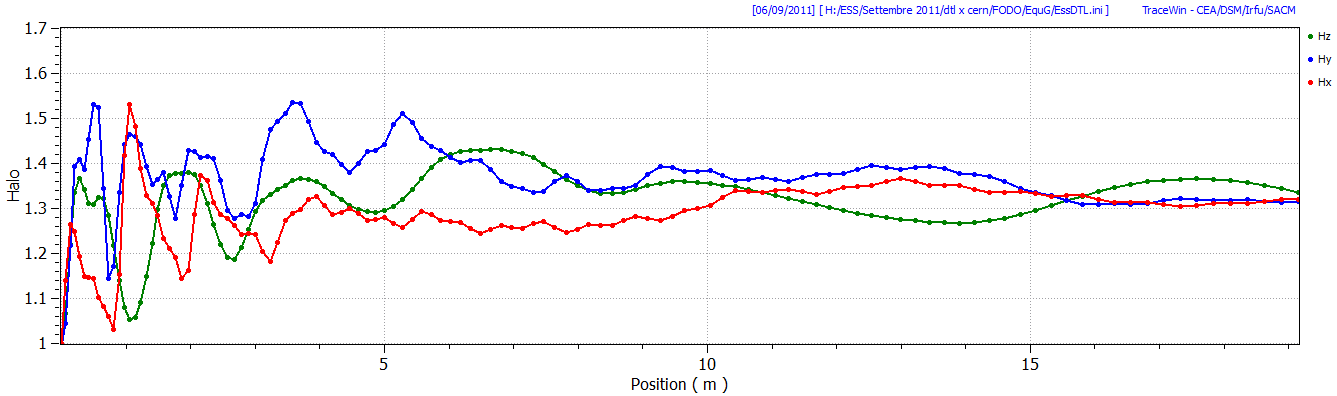 [06/09/2011] [ H:/ESS/Settembre 2011/dtl x cern/FODO/EquG/EssDTL.ini ] TraceWin - CEA/DSM/Irfu/SACM
1.7
1.6
1.5
1.4
1.3
1.2
1.1
1
Halo
5 10 15
Position ( m )
Hz
Hy
Hx